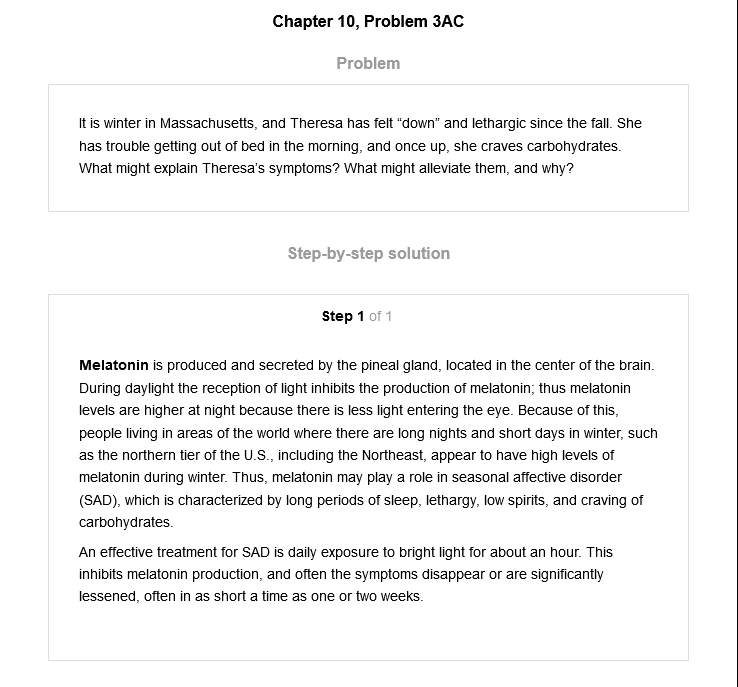 Chapter 10, Problem 3AC
Problem
It is winter in Massachusetts, and Theresa has felt “down” and lethargic since the fall. She
has trouble getting out of bed in the morning, and once up, she craves carbohydrates.
What might explain Theresa’s symptoms? What might alleviate them, and why?
Step-by-step solution
Step 1 of 1
Melatonin is produced and secreted by the pineal gland, located in the center of the brain.
During daylight the reception of light inhibits the production of melatonin; thus melatonin
levels are higher at night because there is less light entering the eye. Because of this,
people living in areas of the world where there are long nights and short days in winter, such
as the northern tier of the U.S., including the Northeast, appear to have high levels of
melatonin during winter. Thus, melatonin may play a role in seasonal affective disorder
(SAD), which is characterized by long periods of sleep, lethargy, low spirits, and craving of
carbohydrates.
An effective treatment for SAD is daily exposure to bright light for about an hour. This
inhibits melatonin production, and often the symptoms disappear or are significantly
lessened, often in as short a time as one or two weeks.